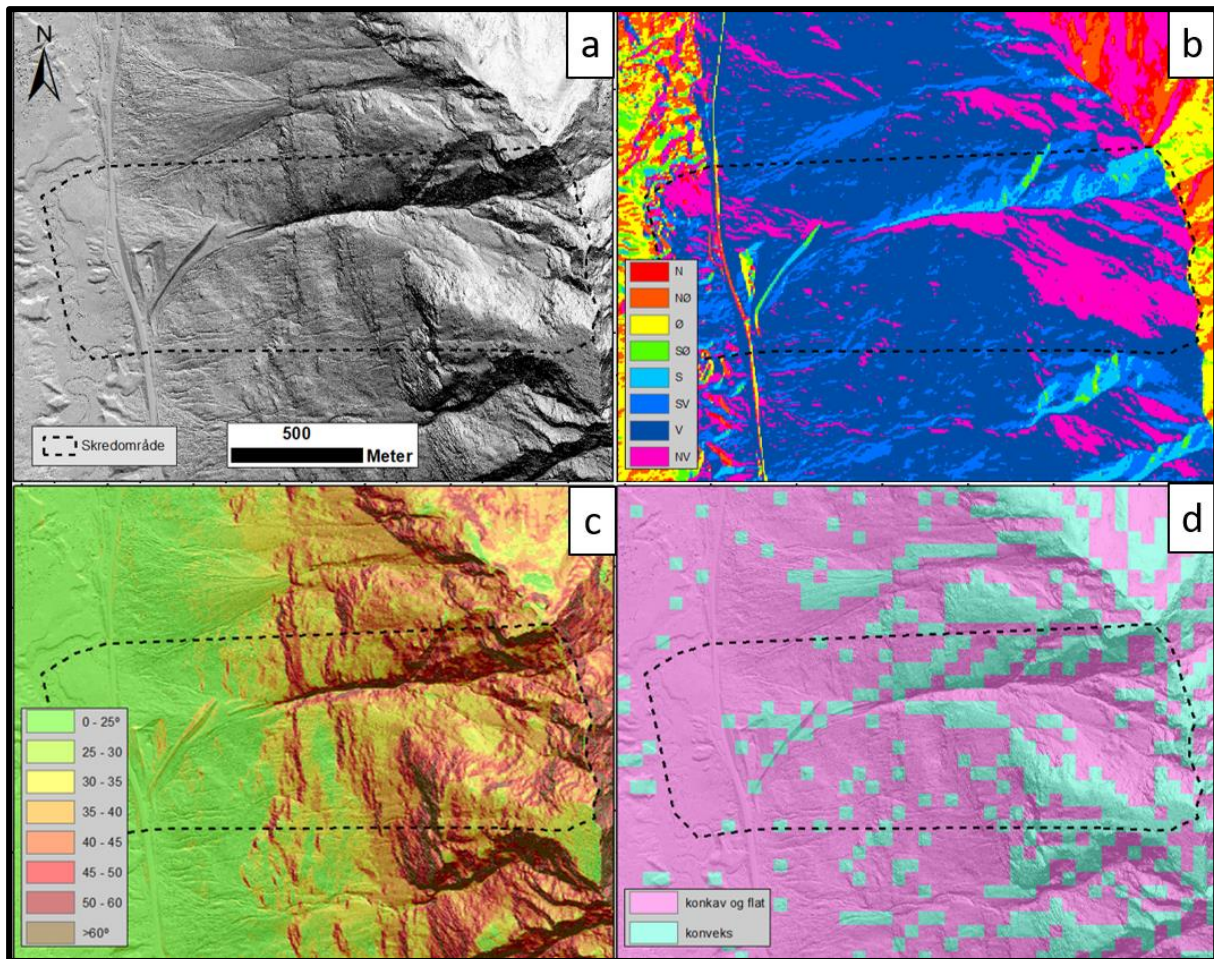 a
N
Skredområde
500
Meter
b
N
NØ
Ø
SØ
S
SV
V
NV
c
0 - 25º
25 - 30
30 - 35
35 - 40
40 - 45
45 - 50
50 - 60
>60º
d
konkav og flat
konveks